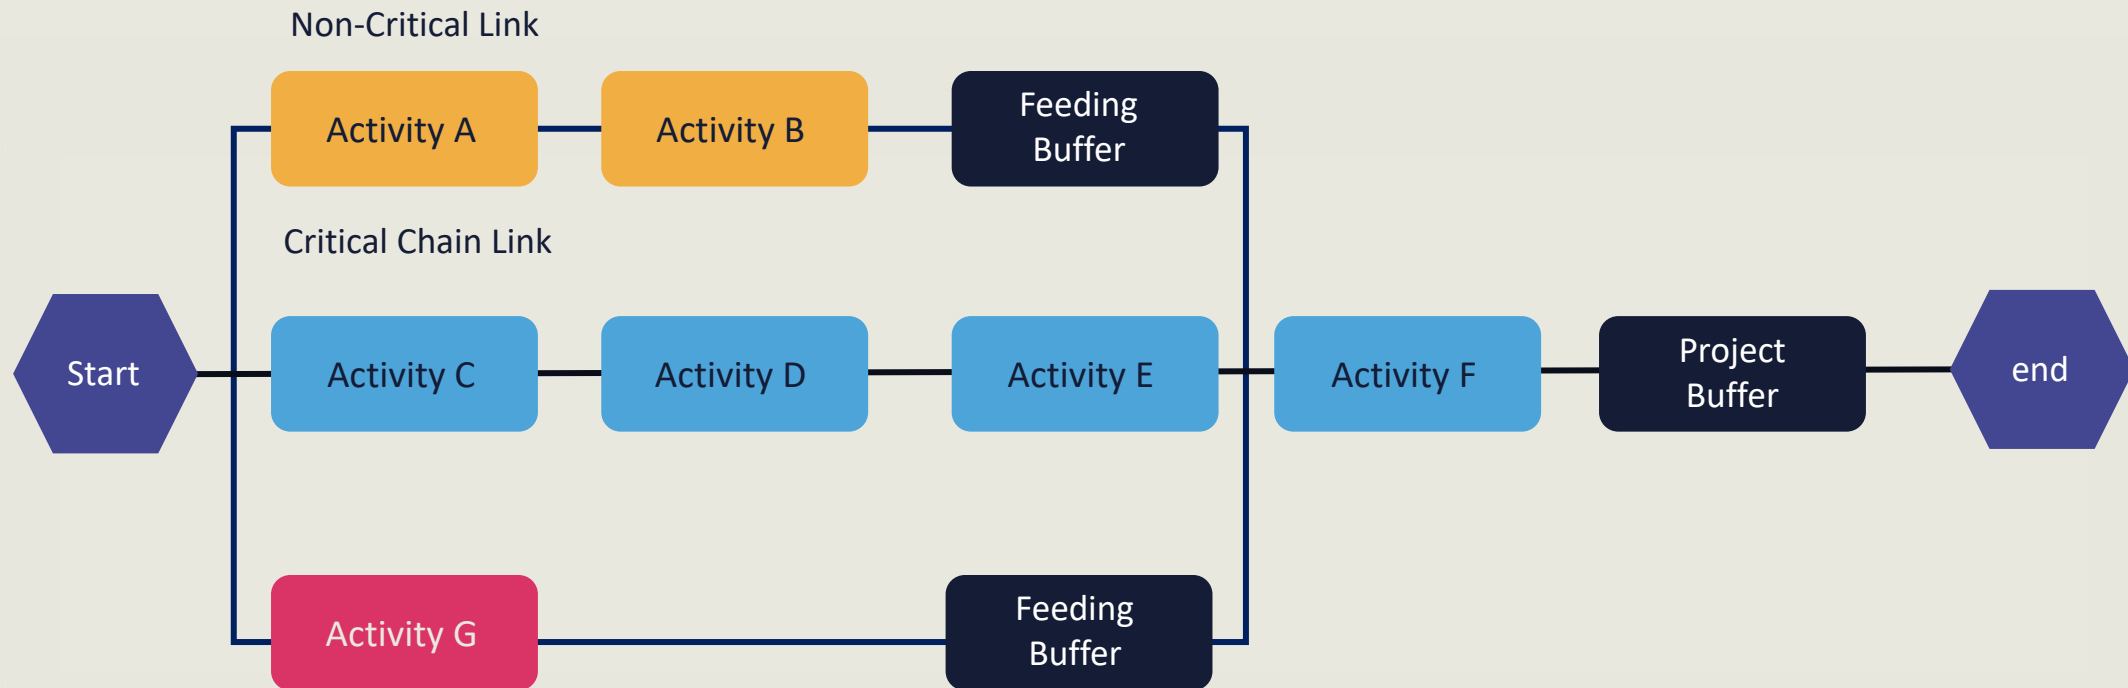 Non-Critical Link
Activity A
Activity B
Feeding
Buffer
Critical Chain Link
Start
Activity C
Activity D
Activity E
Activity F
Project
Buffer
end
Activity G
Feeding
Buffer